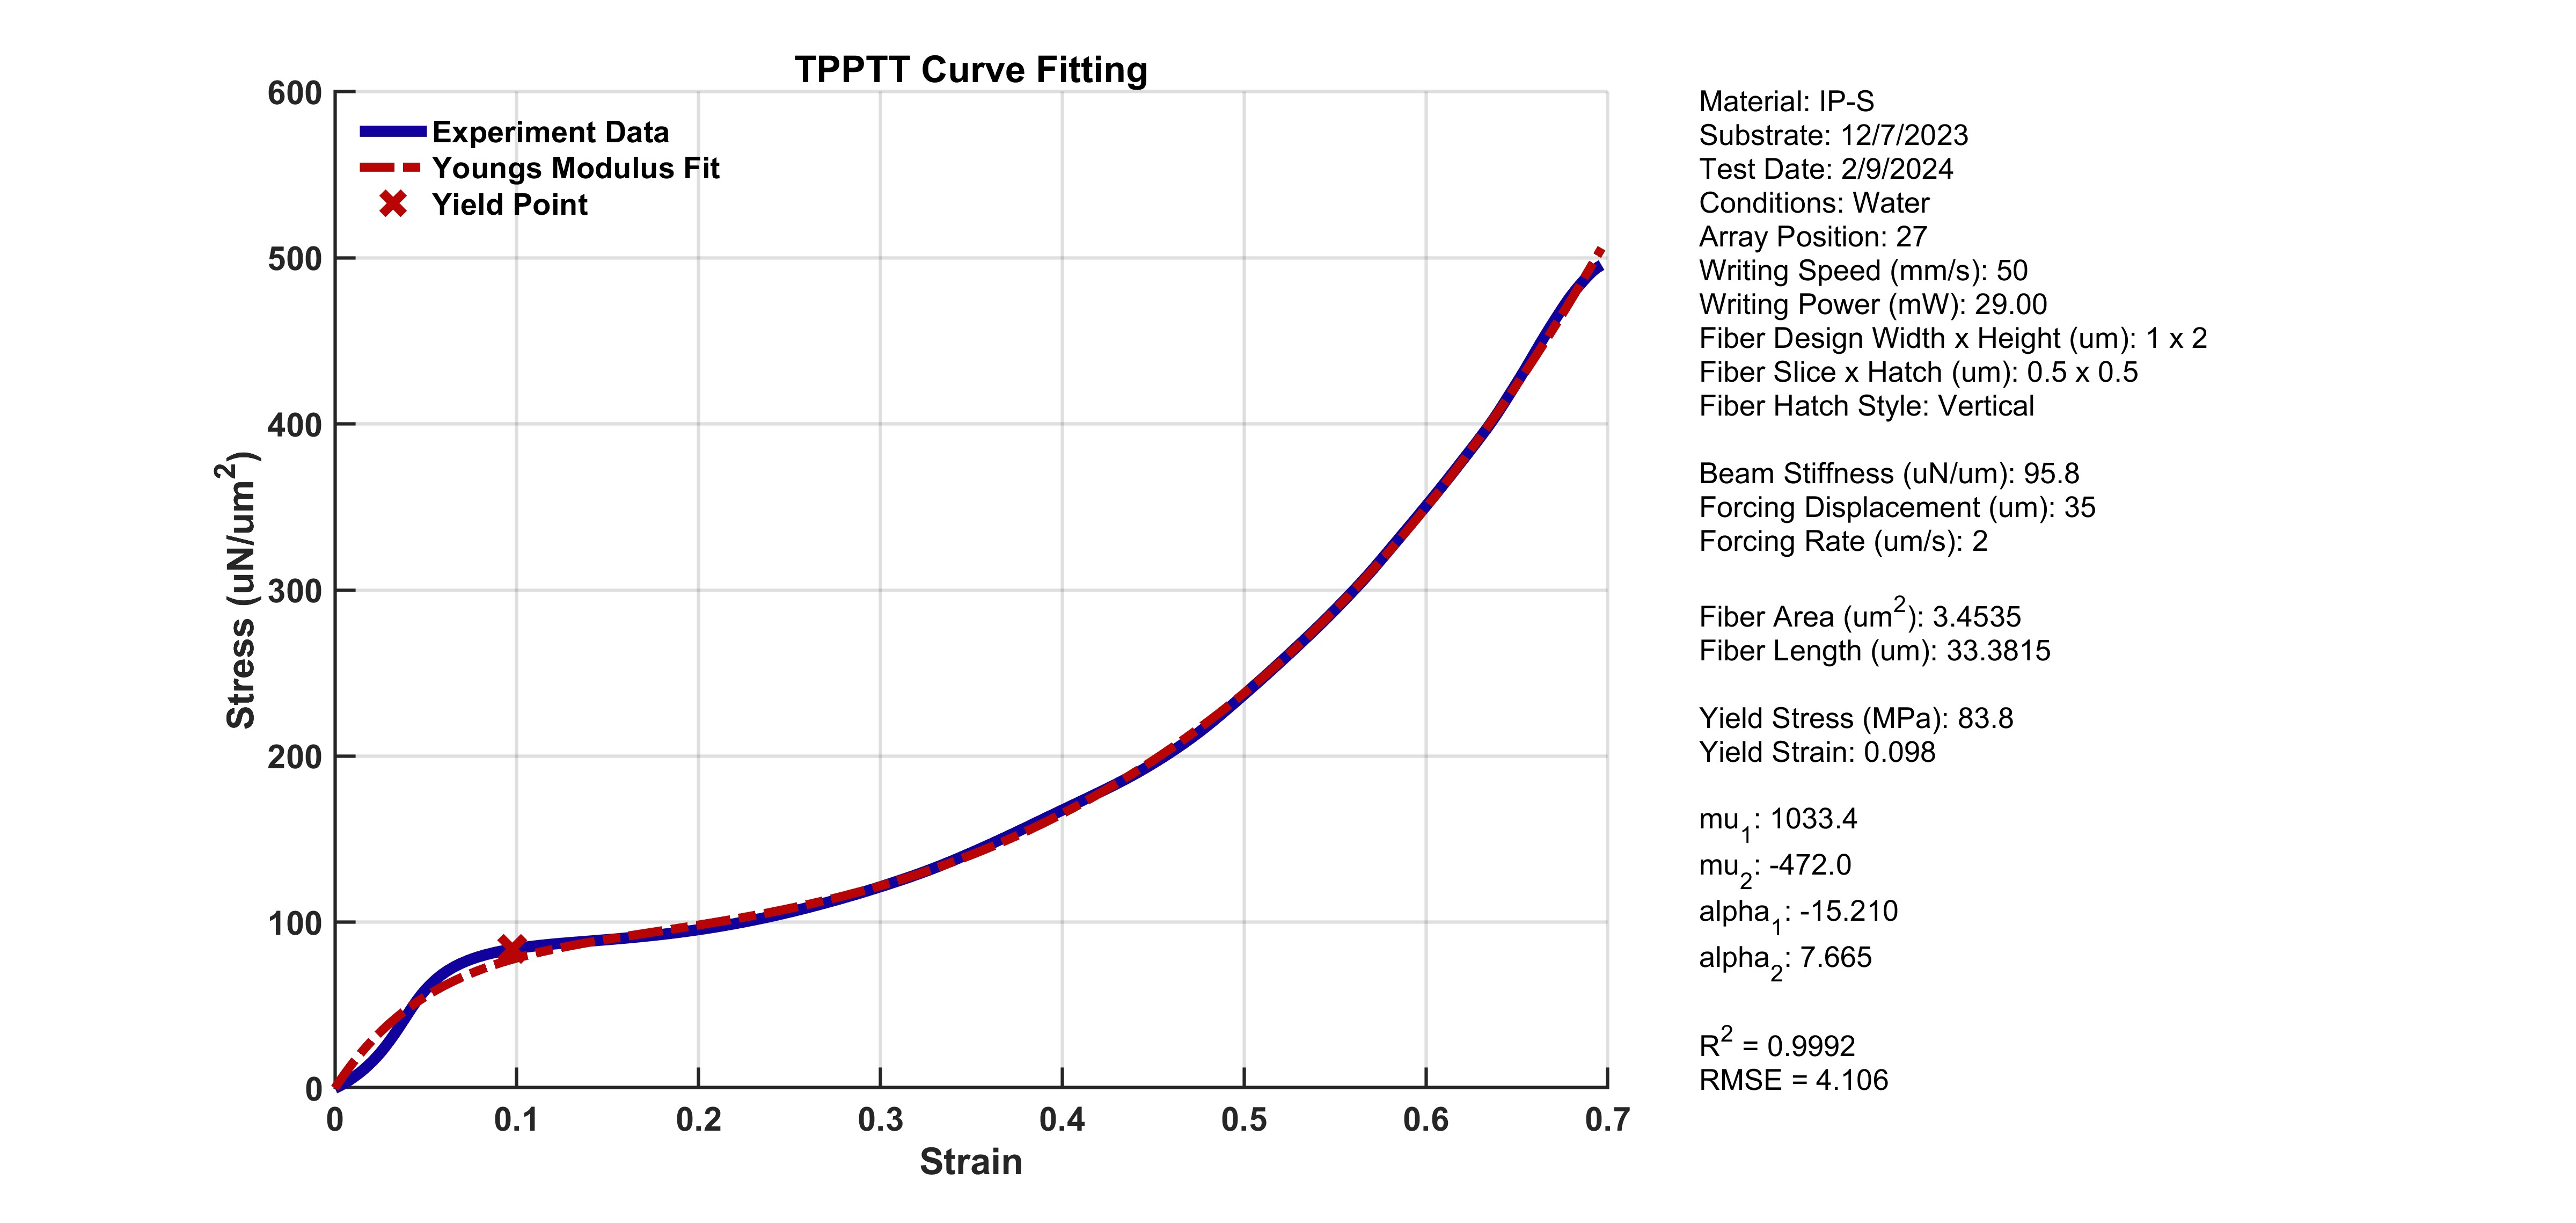 TPPTT Curve Fitting
600
500
400
300
200
100
0
Stress (uN/um²)
Experiment Data
Youngs Modulus Fit
Yield Point
0 0.1 0.2 0.3 0.4 0.5 0.6 0.7
Strain
Material: IP-S
Substrate: 12/7/2023
Test Date: 2/9/2024
Conditions: Water
Array Position: 27
Writing Speed (mm/s): 50
Writing Power (mW): 29.00
Fiber Design Width x Height (um): 1 x 2
Fiber Slice x Hatch (um): 0.5 x 0.5
Fiber Hatch Style: Vertical
Beam Stiffness (uN/um): 95.8
Forcing Displacement (um): 35
Forcing Rate (um/s): 2
Fiber Area (um²): 3.4535
Fiber Length (um): 33.3815
Yield Stress (MPa): 83.8
Yield Strain: 0.098
mu₁: 1033.4
mu₂: -472.0
alpha₁: -15.210
alpha₂: 7.665
R² = 0.9992
RMSE = 4.106